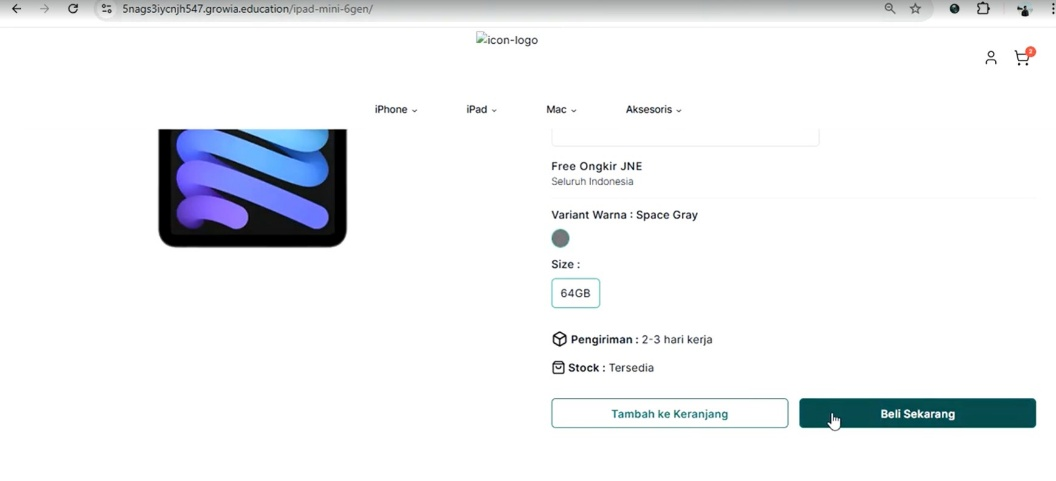 5nags3iycnjh547.growia.education/ipad-mini-6gen/
icon-logo
3
iPhone
iPad
Mac
Aksesoris
Free Ongkir JNE
Seluruh Indonesia
Variant Warna : Space Gray
Size :
64GB
Pengiriman : 2-3 hari kerja
Stock : Tersedia
Tambah ke Keranjang
Beli Sekarang